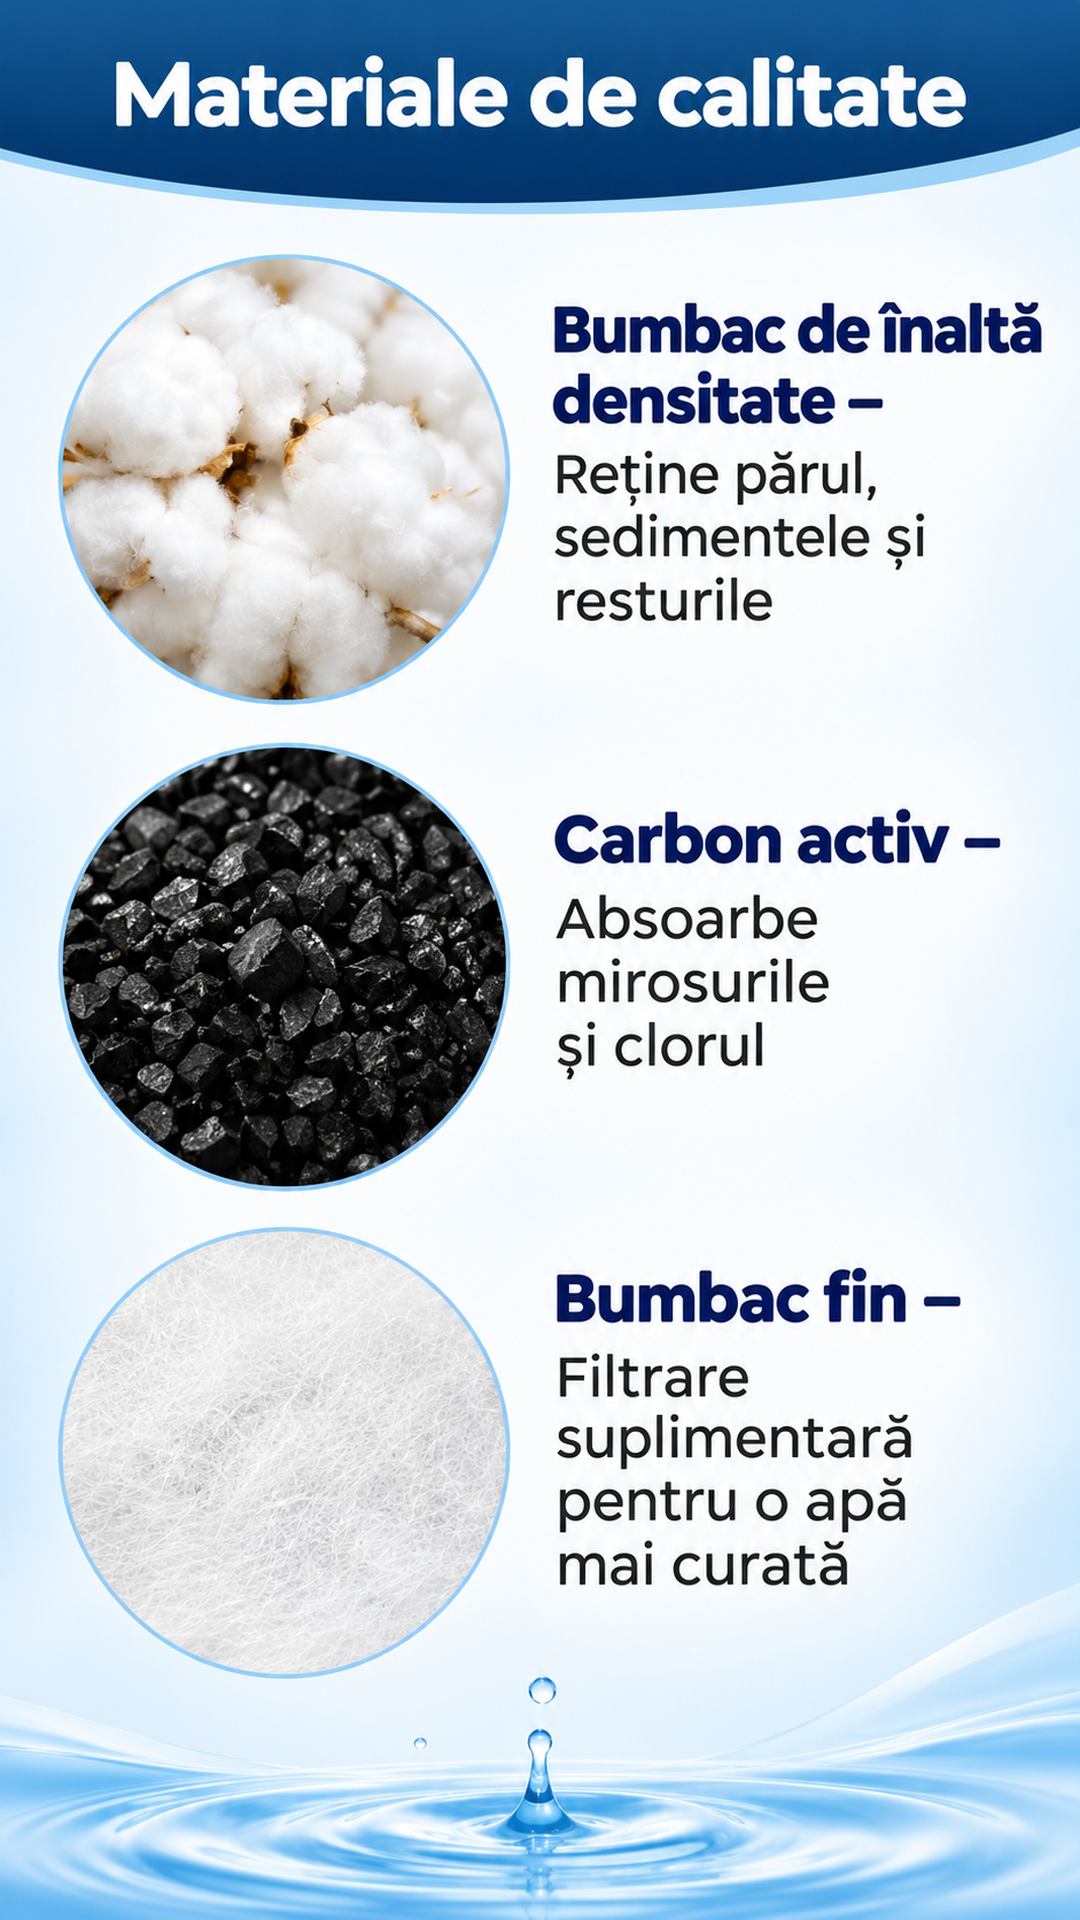 Materiale de calitate
Bumbac de înaltă
densitate –
Reține părul,
sedimentele și
resturile
Carbon activ –
Absoarbe
mirosurile
și clorul
Bumbac fin –
Filtrare
suplimentară
pentru o apă
mai curată